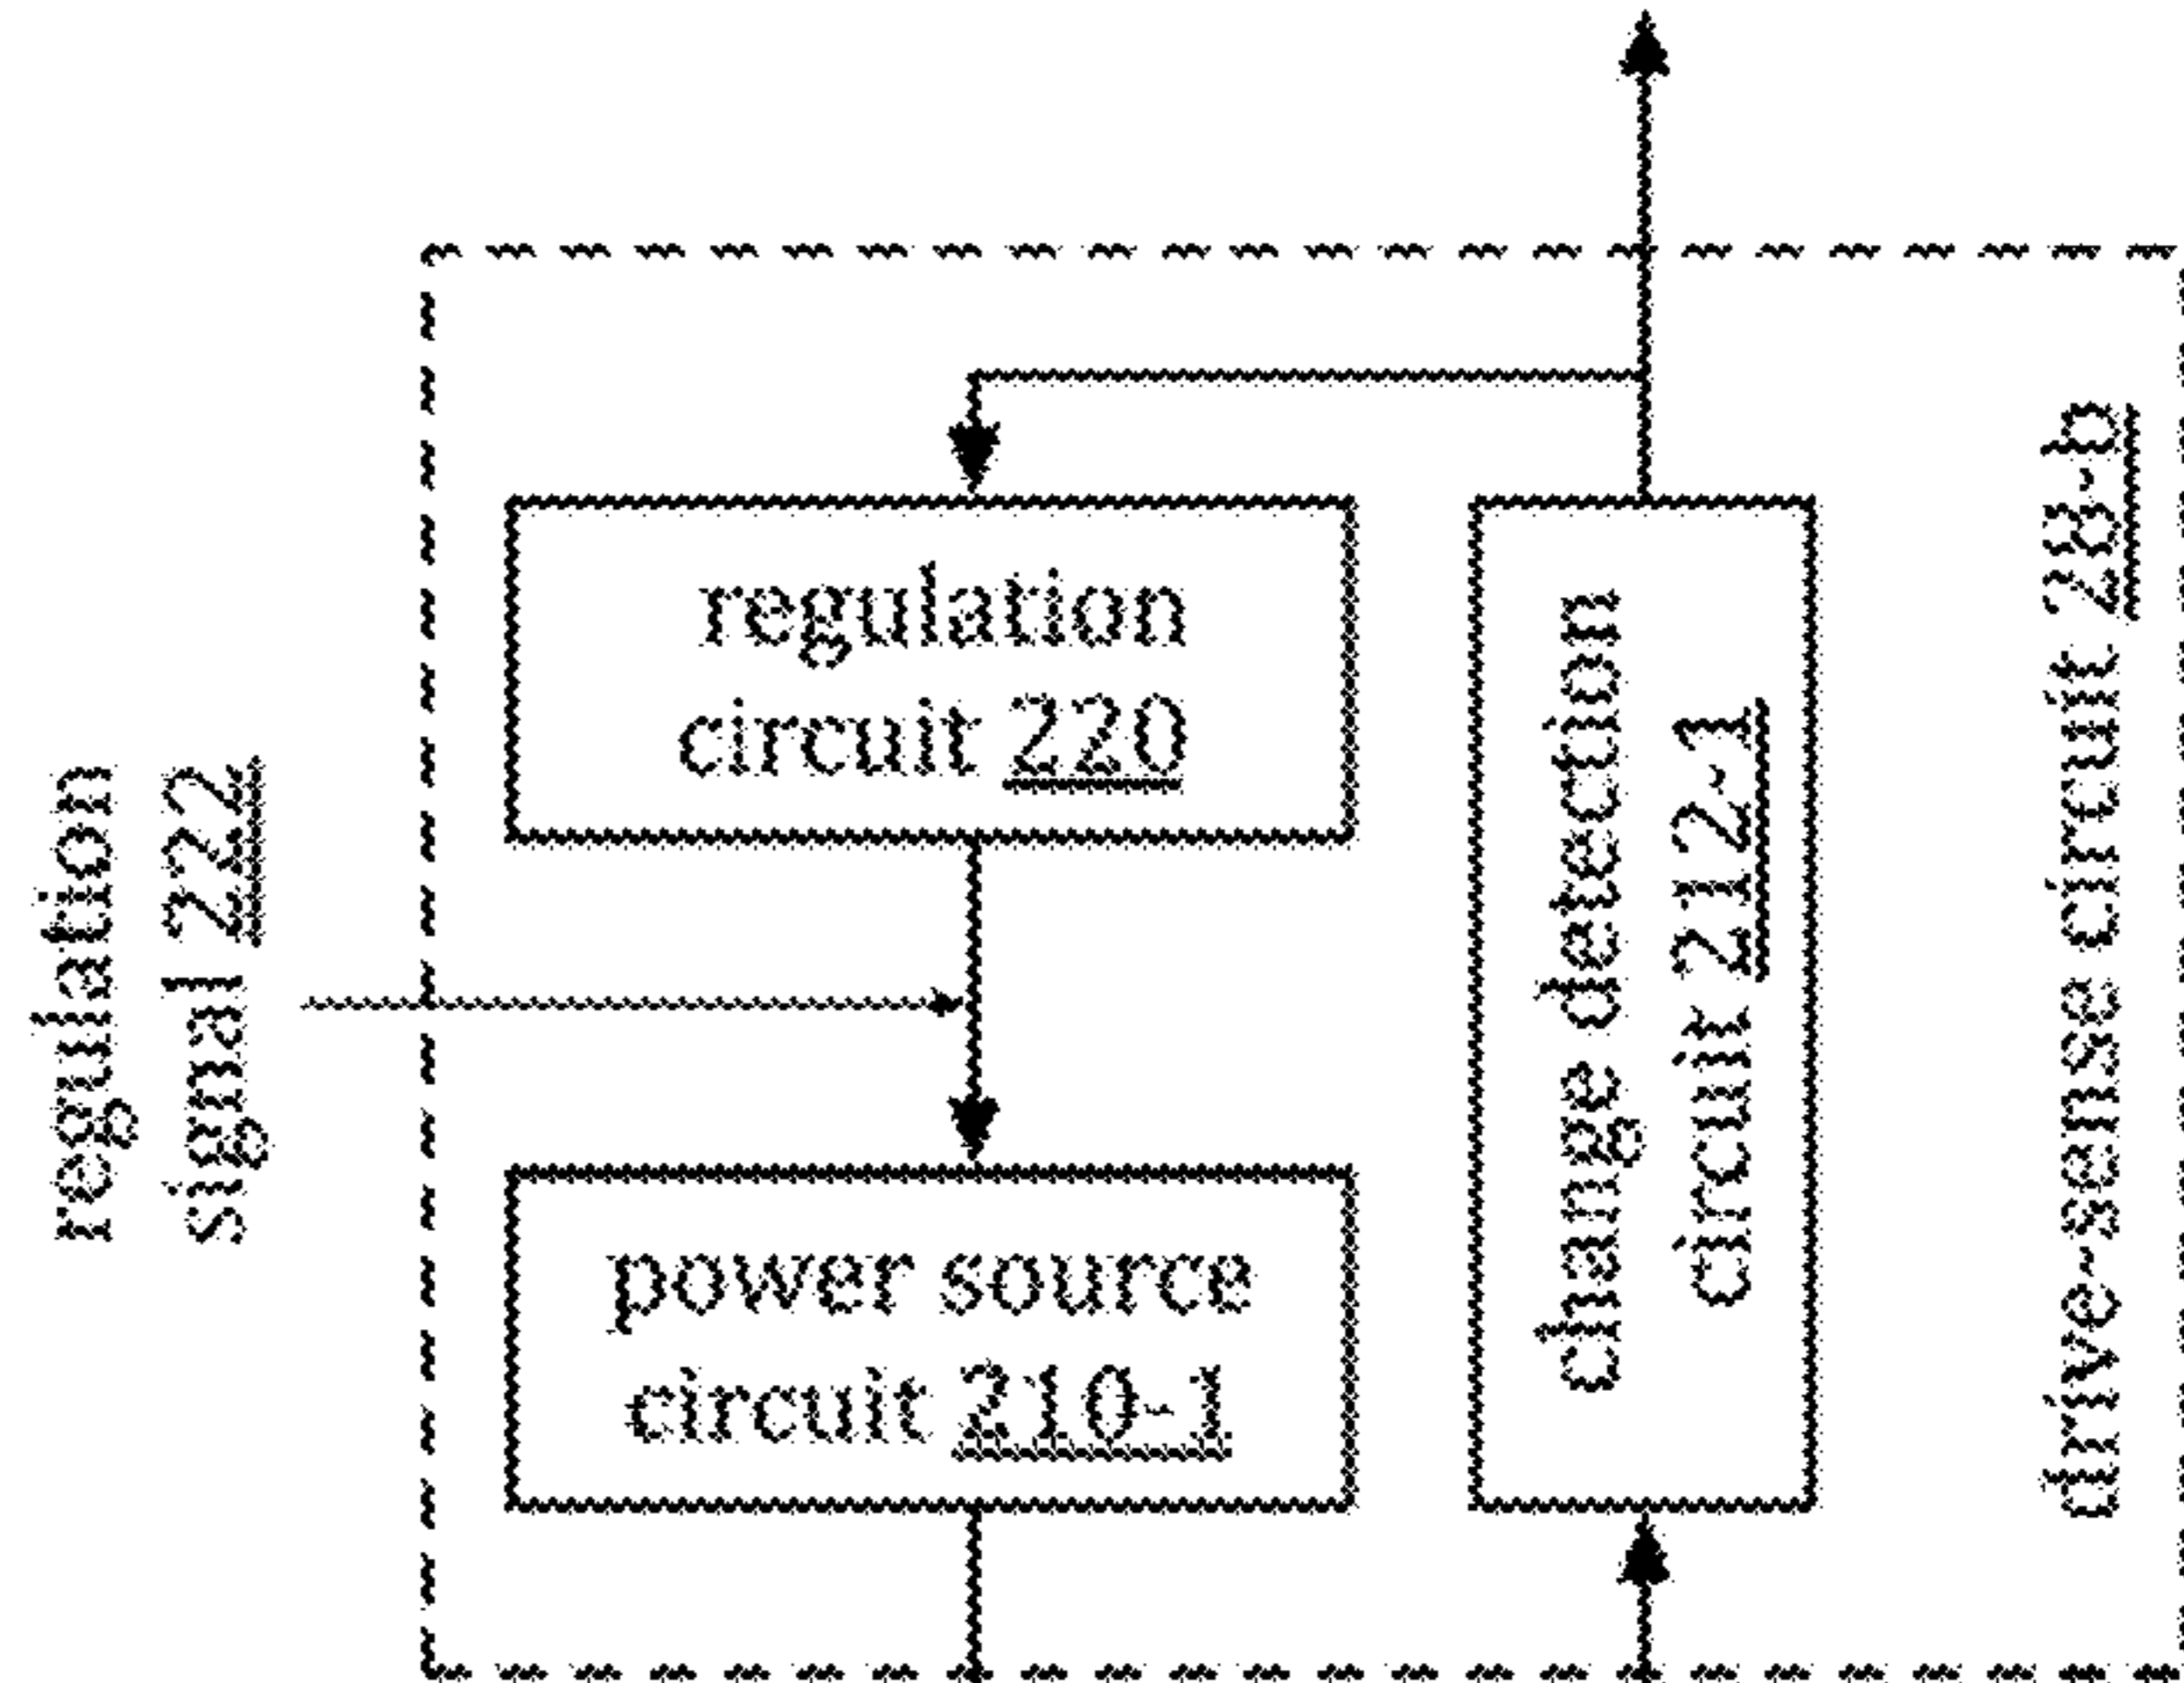 regulation
signal 222
regulation
circuit 220
power source
circuit 210-1
change detection
circuit 212-1
drive-sense circuit 28-b